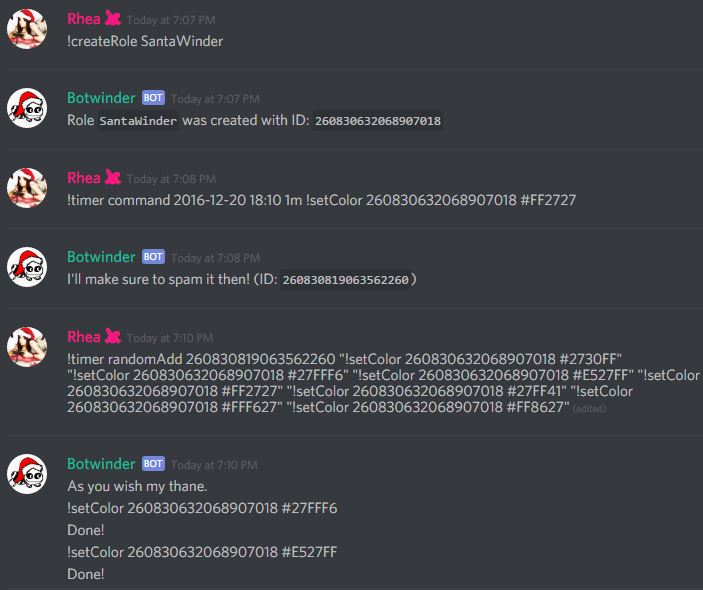 Rhea Today at 7:07 PM
!createRole SantaWinder
Botwinder BOT Today at 7:07 PM
Role SantaWinder was created with ID: 260830632068907018
Rhea Today at 7:08 PM
!timer command 2016-12-20 18:10 1m !setColor 260830632068907018 #FF2727
Botwinder BOT Today at 7:08 PM
I'll make sure to spam it then! (ID: 260830819063562260)
Rhea Today at 7:10 PM
!timer randomAdd 260830819063562260 "!setColor 260830632068907018 #2730FF"
"!setColor 260830632068907018 #27FFF6" "!setColor 260830632068907018 #E527FF" "!setColor
260830632068907018 #FF2727" "!setColor 260830632068907018 #27FF41" "!setColor
260830632068907018 #FFF627" "!setColor 260830632068907018 #FF8627" (edited)
Botwinder BOT Today at 7:10 PM
As you wish my thane.
!setColor 260830632068907018 #27FFF6
Done!
!setColor 260830632068907018 #E527FF
Done!